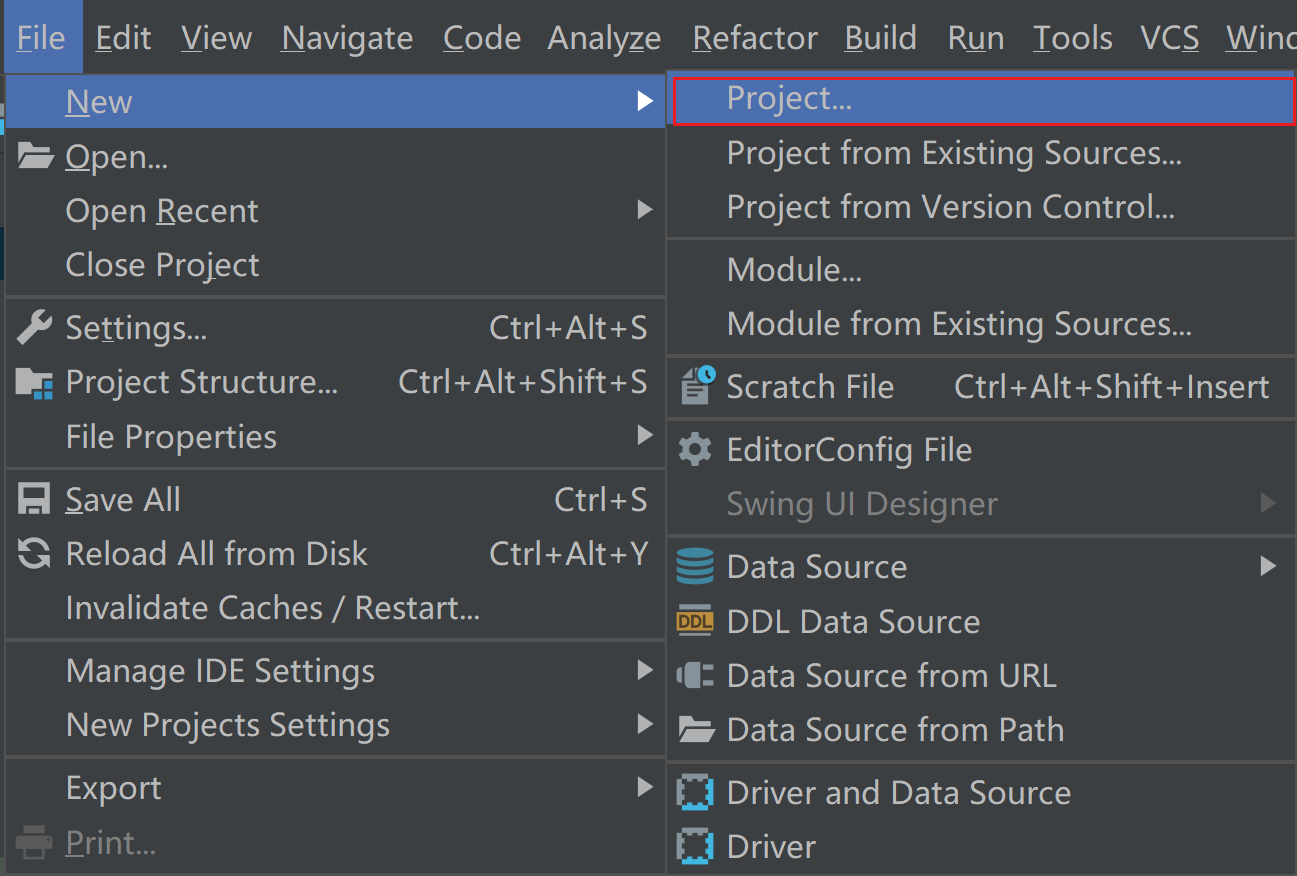 File Edit View Navigate Code Analyze Refactor Build Run Tools VCS
New
Open...
Open Recent
Close Project
Settings... Ctrl+Alt+S
Project Structure... Ctrl+Alt+Shift+S
File Properties
Save All Ctrl+S
Reload All from Disk Ctrl+Alt+Y
Invalidate Caches / Restart...
Manage IDE Settings
New Projects Settings
Export
Print...
Project...
Project from Existing Sources...
Project from Version Control...
Module...
Module from Existing Sources...
Scratch File Ctrl+Alt+Shift+Insert
EditorConfig File
Swing UI Designer
Data Source
DDL DDL Data Source
Data Source from URL
Data Source from Path
Driver and Data Source
Driver